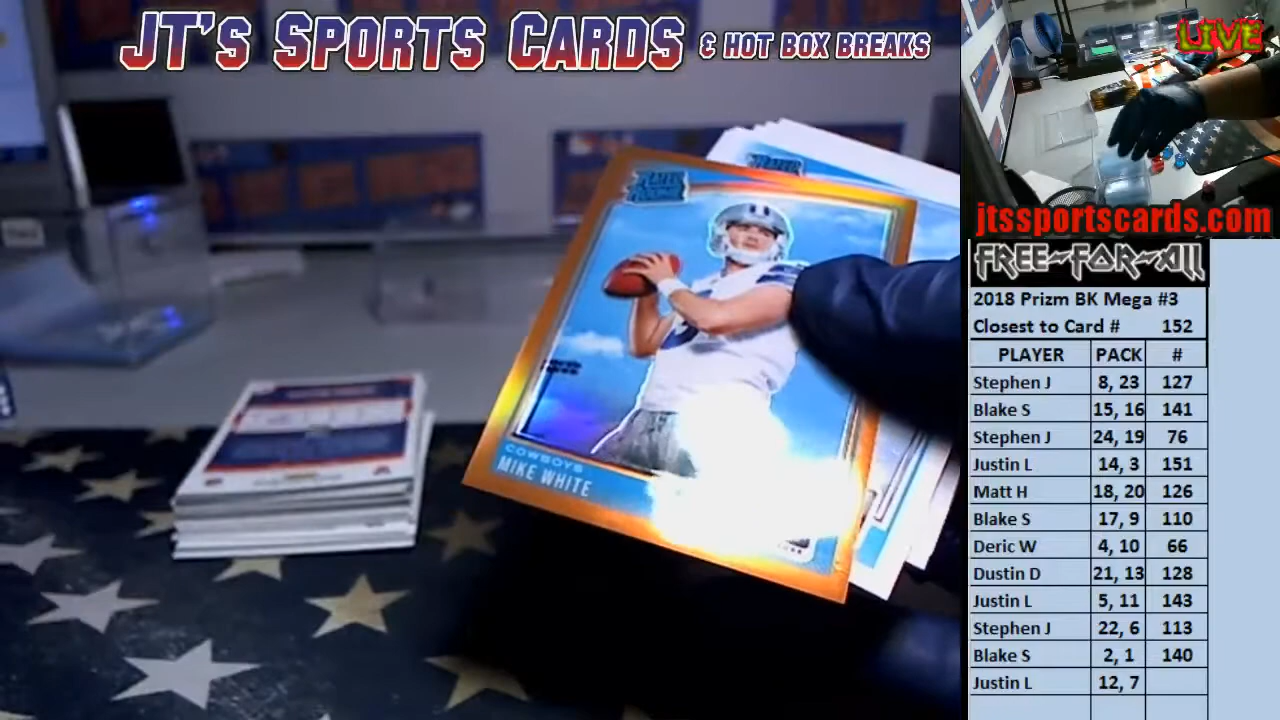 JT's Sports Cards & Hot Box Breaks
LIVE
jtssportscards.com
Free-For-All
2018 Prizm BK Mega #3
Closest to Card # 152
PLAYER PACK #
Stephen J 8, 23 127
Blake S 15, 16 141
Stephen J 24, 19 76
Justin L 14, 3 151
Matt H 18, 20 126
Blake S 17, 9 110
Deric W 4, 10 66
Dustin D 21, 13 128
Justin L 5, 11 143
Stephen J 22, 6 113
Blake S 2, 1 140
Justin L 12, 7
RATED ROOKIE
COWBOYS
MIKE WHITE